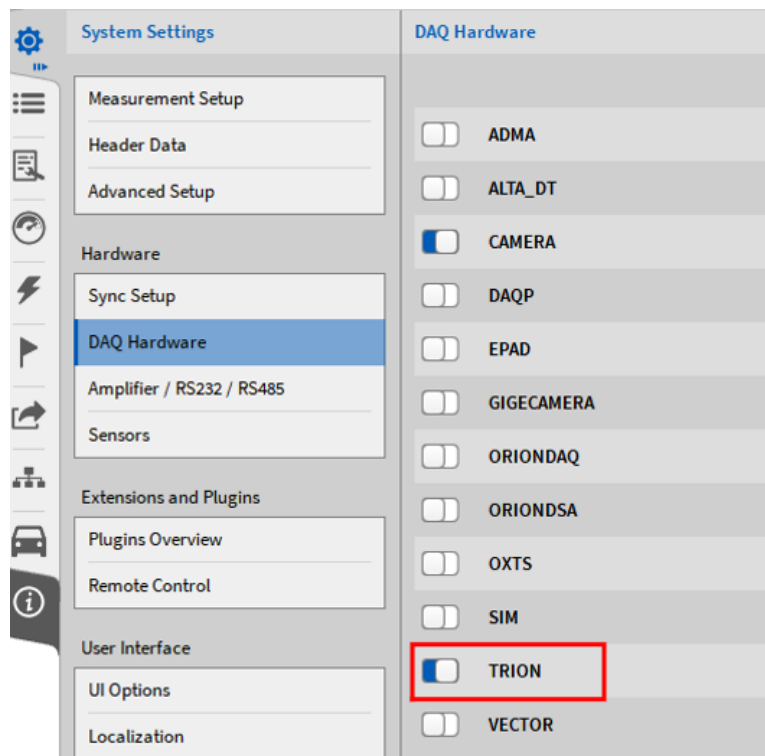 System Settings
Measurement Setup
Header Data
Advanced Setup
Hardware
Sync Setup
DAQ Hardware
Amplifier / RS232 / RS485
Sensors
Extensions and Plugins
Plugins Overview
Remote Control
User Interface
UI Options
Localization
DAQ Hardware
ADMA
ALTA_DT
CAMERA
DAQP
EPAD
GIGECAMERA
ORIONDAQ
ORIONDSA
OXTS
SIM
TRION
VECTOR